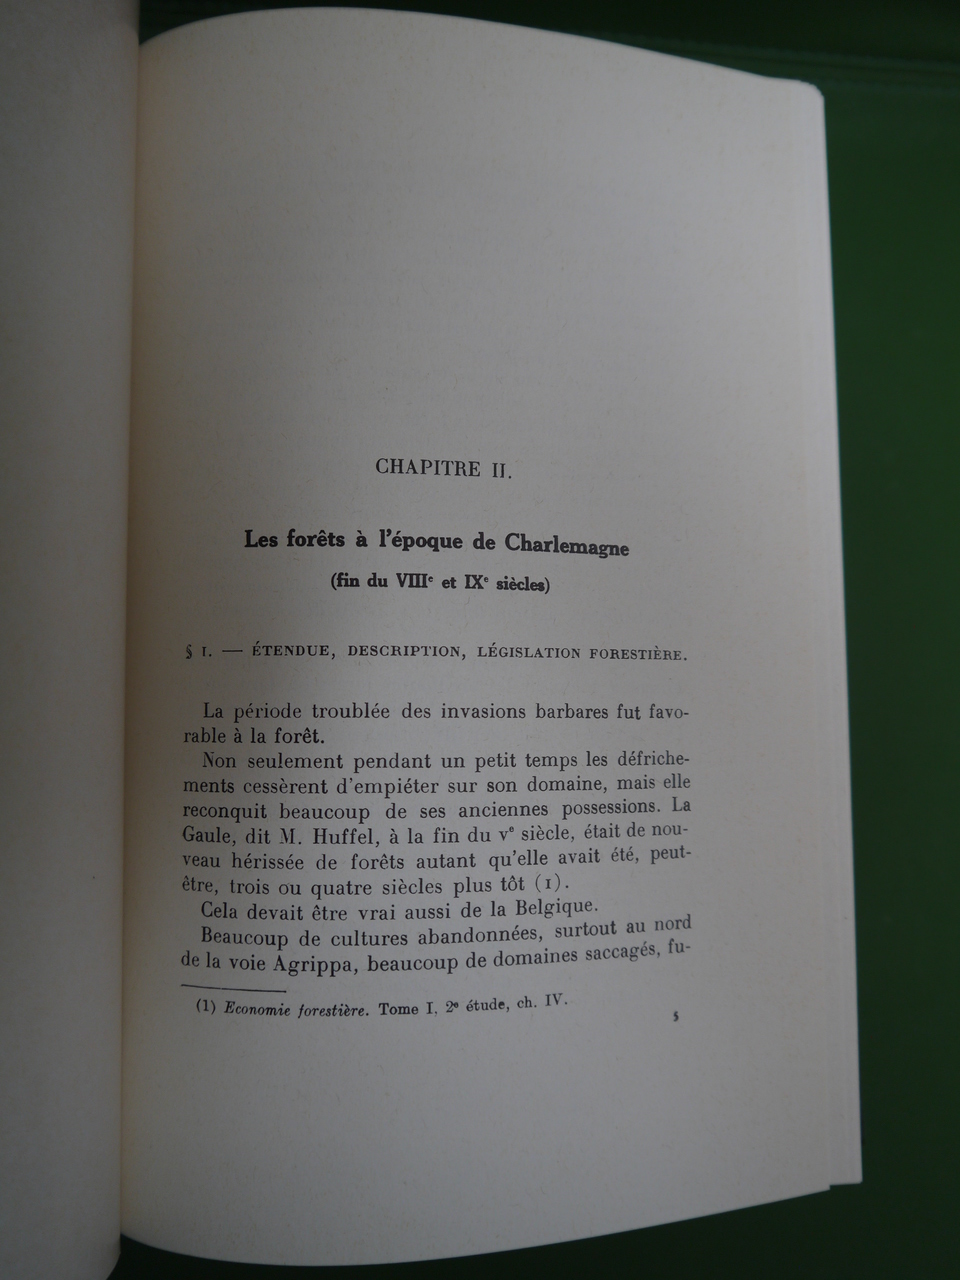 CHAPITRE II.
Les forêts à l'époque de Charlemagne
(fin du VIIIe et IXe siècles)
§ I. — ÉTENDUE, DESCRIPTION, LÉGISLATION FORESTIÈRE.
La période troublée des invasions barbares fut favo-
rable à la forêt.
Non seulement pendant un petit temps les défriche-
ments cessèrent d'empiéter sur son domaine, mais elle
reconquit beaucoup de ses anciennes possessions. La
Gaule, dit M. Huffel, à la fin du ve siècle, était de nou-
veau hérissée de forêts autant qu'elle avait été, peut-
être, trois ou quatre siècles plus tôt (1).
Cela devait être vrai aussi de la Belgique.
Beaucoup de cultures abandonnées, surtout au nord
de la voie Agrippa, beaucoup de domaines saccagés, fu-
(1) Economie forestière. Tome I, 2e étude, ch. IV.
5